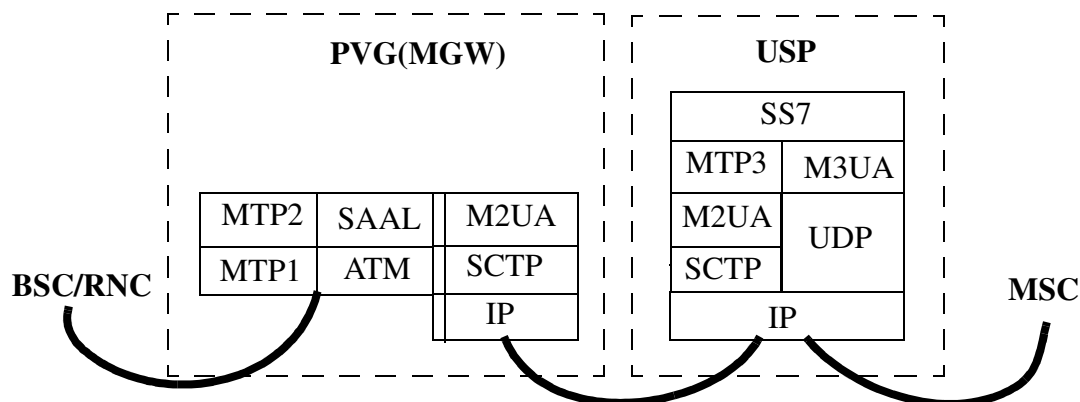 PVG(MGW)
USP
SS7
MTP3 M3UA
MTP2 SAAL M2UA
M2UA UDP
MTP1 ATM SCTP
SCTP
BSC/RNC
MSC
IP
IP